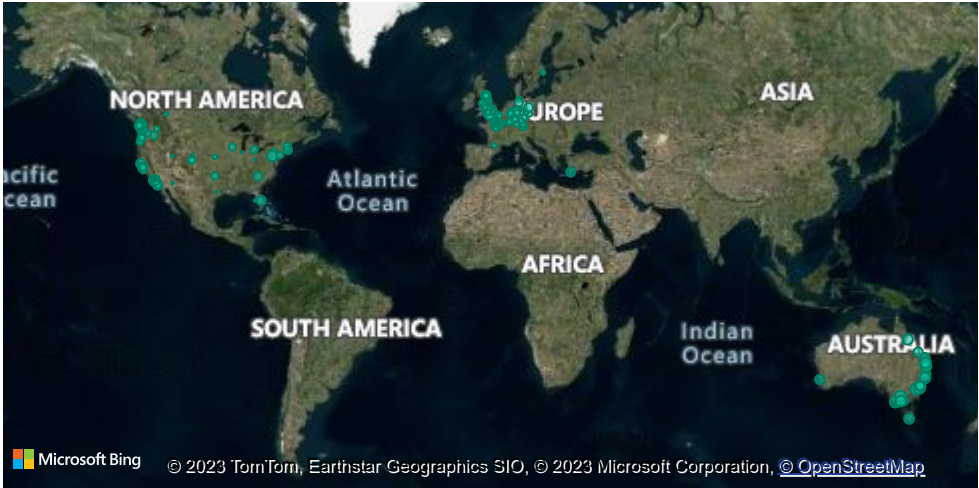 NORTH AMERICA
ASIA
UROPE
acific
cean
Atlantic
Ocean
AFRICA
SOUTH AMERICA
Indian
Ocean
AUSTRALIA
Microsoft Bing
© 2023 TomTom, Earthstar Geographics SIO, © 2023 Microsoft Corporation, © OpenStreetMap